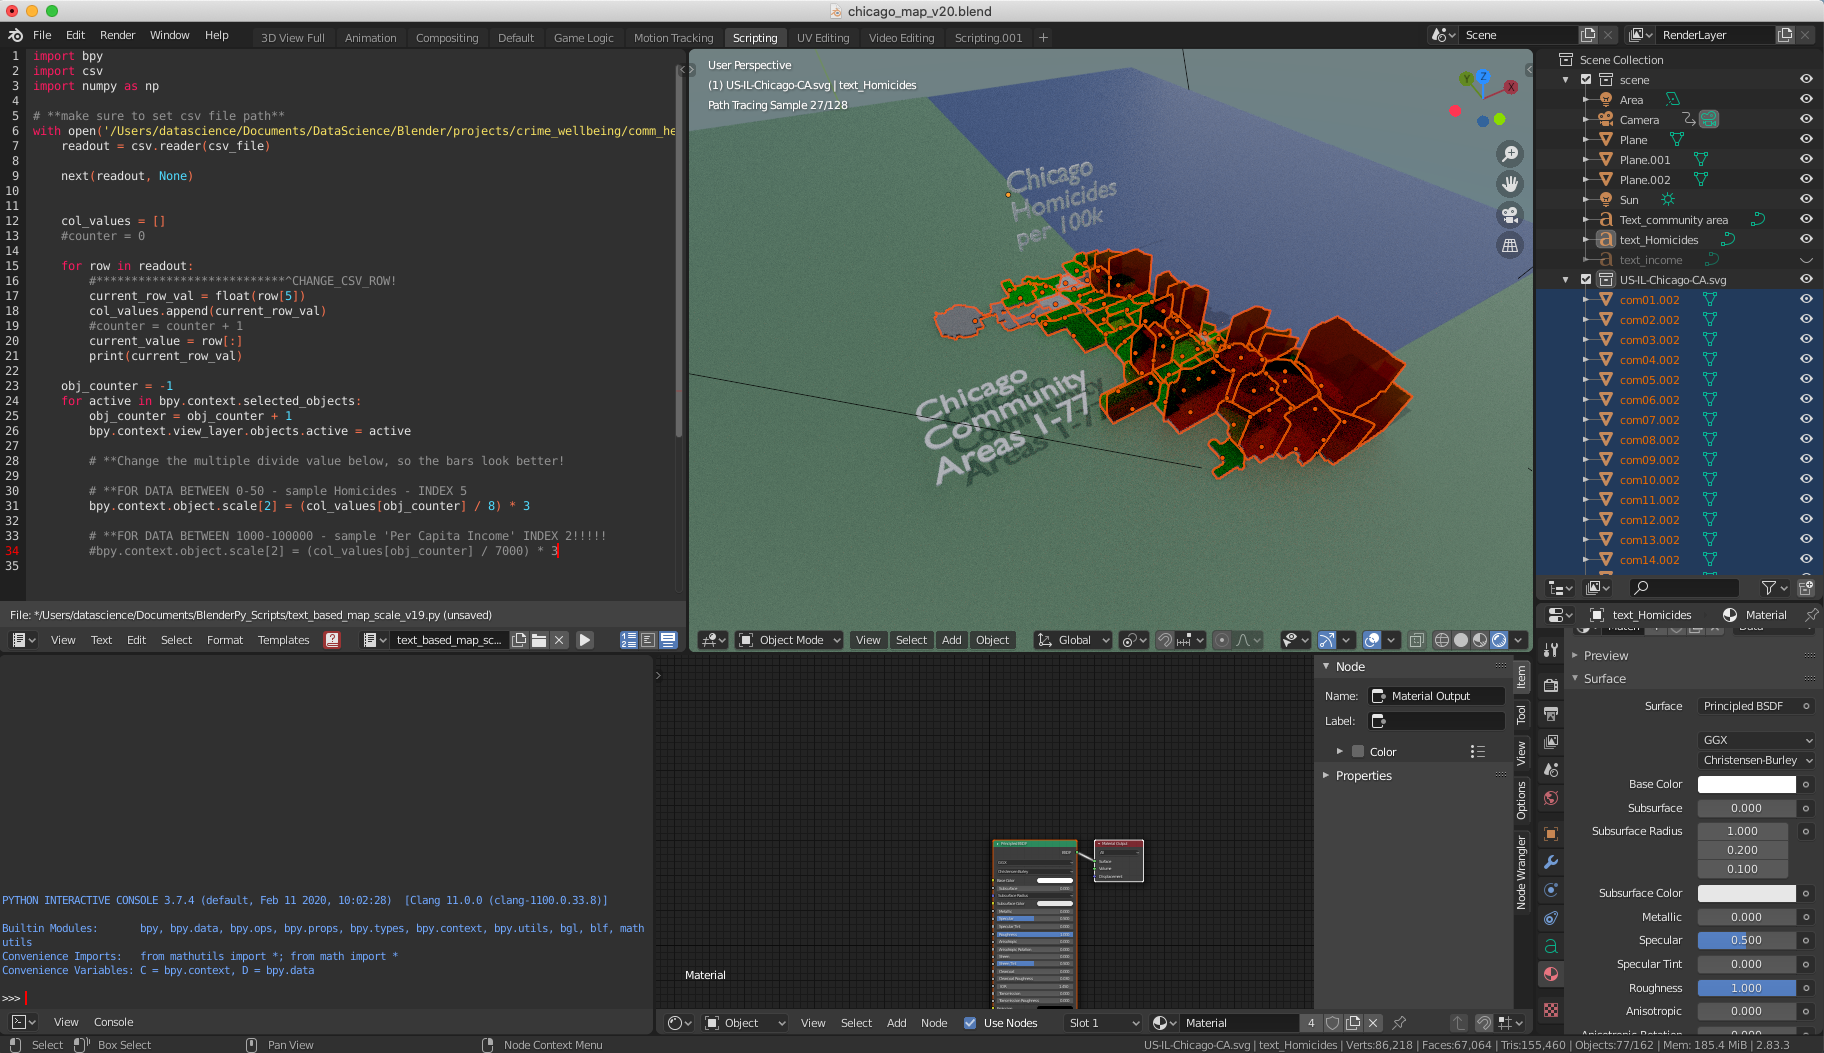 chicago_map_v20.blend
File Edit Render Window Help
3D View Full Animation Compositing Default Game Logic Motion Tracking Scripting UV Editing Video Editing Scripting.001 +
Scene
RenderLayer
1 import bpy
2 import csv
3 import numpy as np
4
5 # **make sure to set csv file path**
6 with open('/Users/datascience/Documents/DataScience/Blender/projects/crime_wellbeing/comm_he
7 readout = csv.reader(csv_file)
8
9 next(readout, None)
10
11
12 col_values = []
13 #counter = 0
14
15 for row in readout:
16 #***************************^CHANGE_CSV_ROW!
17 current_row_val = float(row[5])
18 col_values.append(current_row_val)
19 #counter = counter + 1
20 current_value = row[:]
21 print(current_row_val)
22
23 obj_counter = -1
24 for active in bpy.context.selected_objects:
25 obj_counter = obj_counter + 1
26 bpy.context.view_layer.objects.active = active
27
28 # **Change the multiple divide value below, so the bars look better!
29
30 # **FOR DATA BETWEEN 0-50 - sample Homicides - INDEX 5
31 bpy.context.object.scale[2] = (col_values[obj_counter] / 8) * 3
32
33 # **FOR DATA BETWEEN 1000-100000 - sample 'Per Capita Income' INDEX 2!!!!!
34 #bpy.context.object.scale[2] = (col_values[obj_counter] / 7000) * 3
35
File: */Users/datascience/Documents/BlenderPy_Scripts/text_based_map_scale_v19.py (unsaved)
View Text Edit Select Format Templates text_based_map_sc...
User Perspective
(1) US-IL-Chicago-CA.svg | text_Homicides
Path Tracing Sample 27/128
Y Z X
Chicago
Homicides
per 100k
Chicago
Community
Areas 1-77
Object Mode View Select Add Object Global
Scene Collection
scene
Area
Camera
Plane
Plane.001
Plane.002
Sun
Text_community area
text_Homicides
text_income
US-IL-Chicago-CA.svg
com01.002
com02.002
com03.002
com04.002
com05.002
com06.002
com07.002
com08.002
com09.002
com10.002
com11.002
com12.002
com13.002
com14.002
PYTHON INTERACTIVE CONSOLE 3.7.4 (default, Feb 11 2020, 10:02:28) [Clang 11.0.0 (clang-1100.0.33.8)]
Builtin Modules: bpy, bpy.data, bpy.ops, bpy.props, bpy.types, bpy.context, bpy.utils, bgl, blf, math
utils
Convenience Imports: from mathutils import *; from math import *
Convenience Variables: C = bpy.context, D = bpy.data
>>>
View Console
Principled BSDF
Material Output
Material
Node
Name: Material Output
Label:
Color
Properties
Item
Tool
View
Options
Node Wrangler
Object View Select Add Node Use Nodes Slot 1 Material 4
text_Homicides Material
Preview
Surface
Surface Principled BSDF
GGX
Christensen-Burley
Base Color
Subsurface 0.000
Subsurface Radius 1.000
0.200
0.100
Subsurface Color
Metallic 0.000
Specular 0.500
Specular Tint 0.000
Roughness 1.000
Anisotropic 0.000
Select Box Select Pan View Node Context Menu
US-IL-Chicago-CA.svg | text_Homicides | Verts:86,218 | Faces:67,064 | Tris:155,460 | Objects:77/162 | Mem: 185.4 MiB | 2.83.3